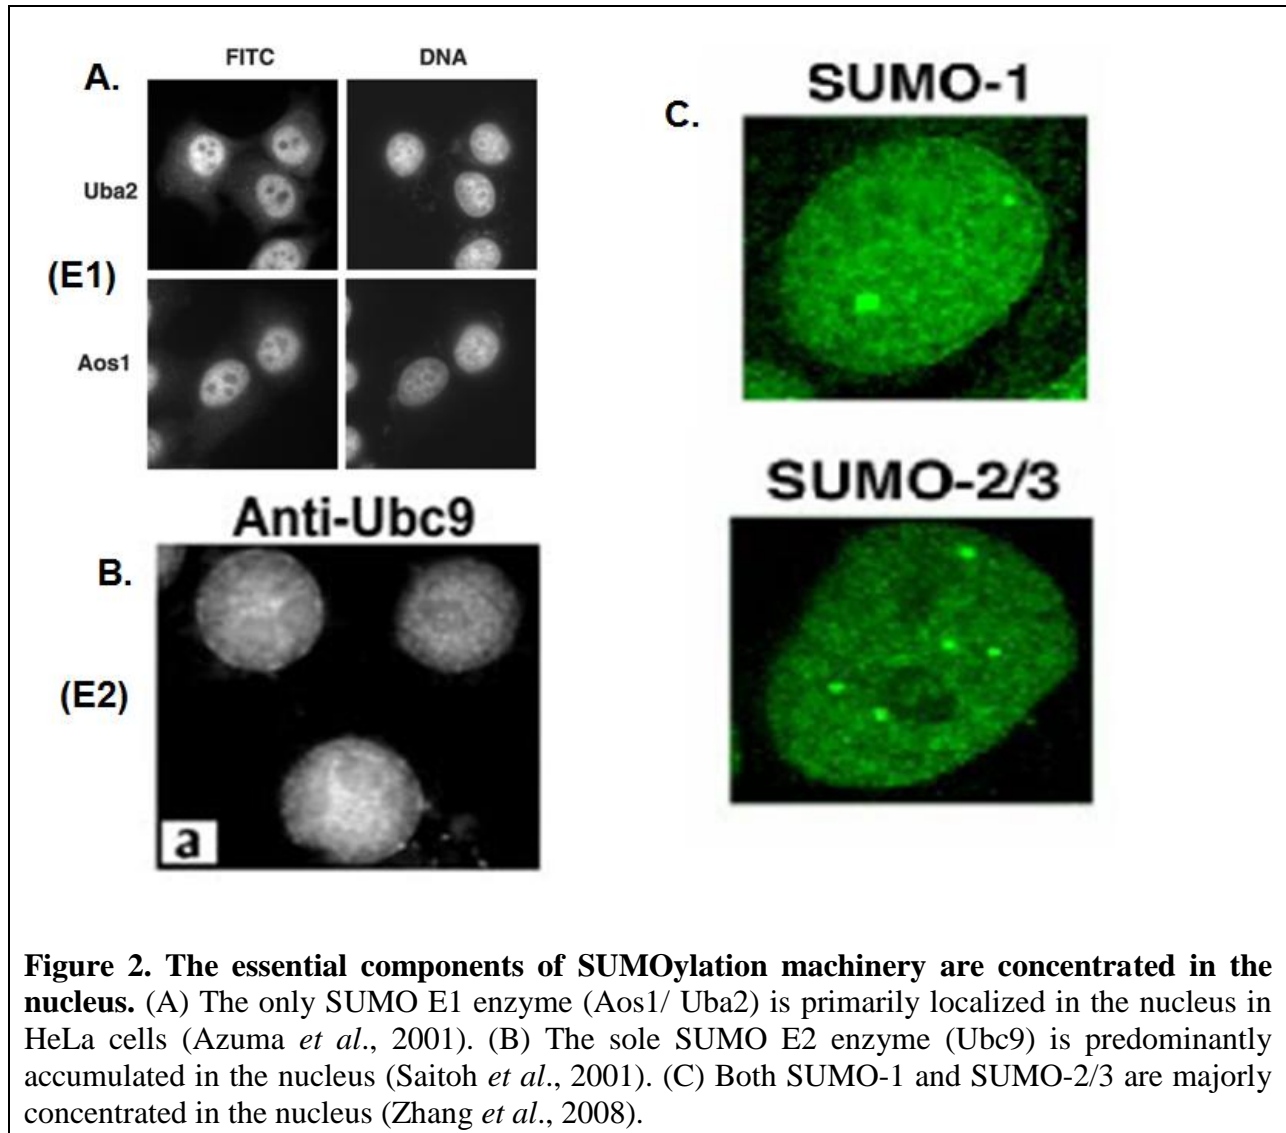 FITC DNA
A.
Uba2
(E1)
Aos1
Anti-Ubc9
B.
(E2)
a
C.
SUMO-1
SUMO-2/3
Figure 2. The essential components of SUMOylation machinery are concentrated in the
nucleus. (A) The only SUMO E1 enzyme (Aos1/ Uba2) is primarily localized in the nucleus in
HeLa cells (Azuma et al., 2001). (B) The sole SUMO E2 enzyme (Ubc9) is predominantly
accumulated in the nucleus (Saitoh et al., 2001). (C) Both SUMO-1 and SUMO-2/3 are majorly
concentrated in the nucleus (Zhang et al., 2008).